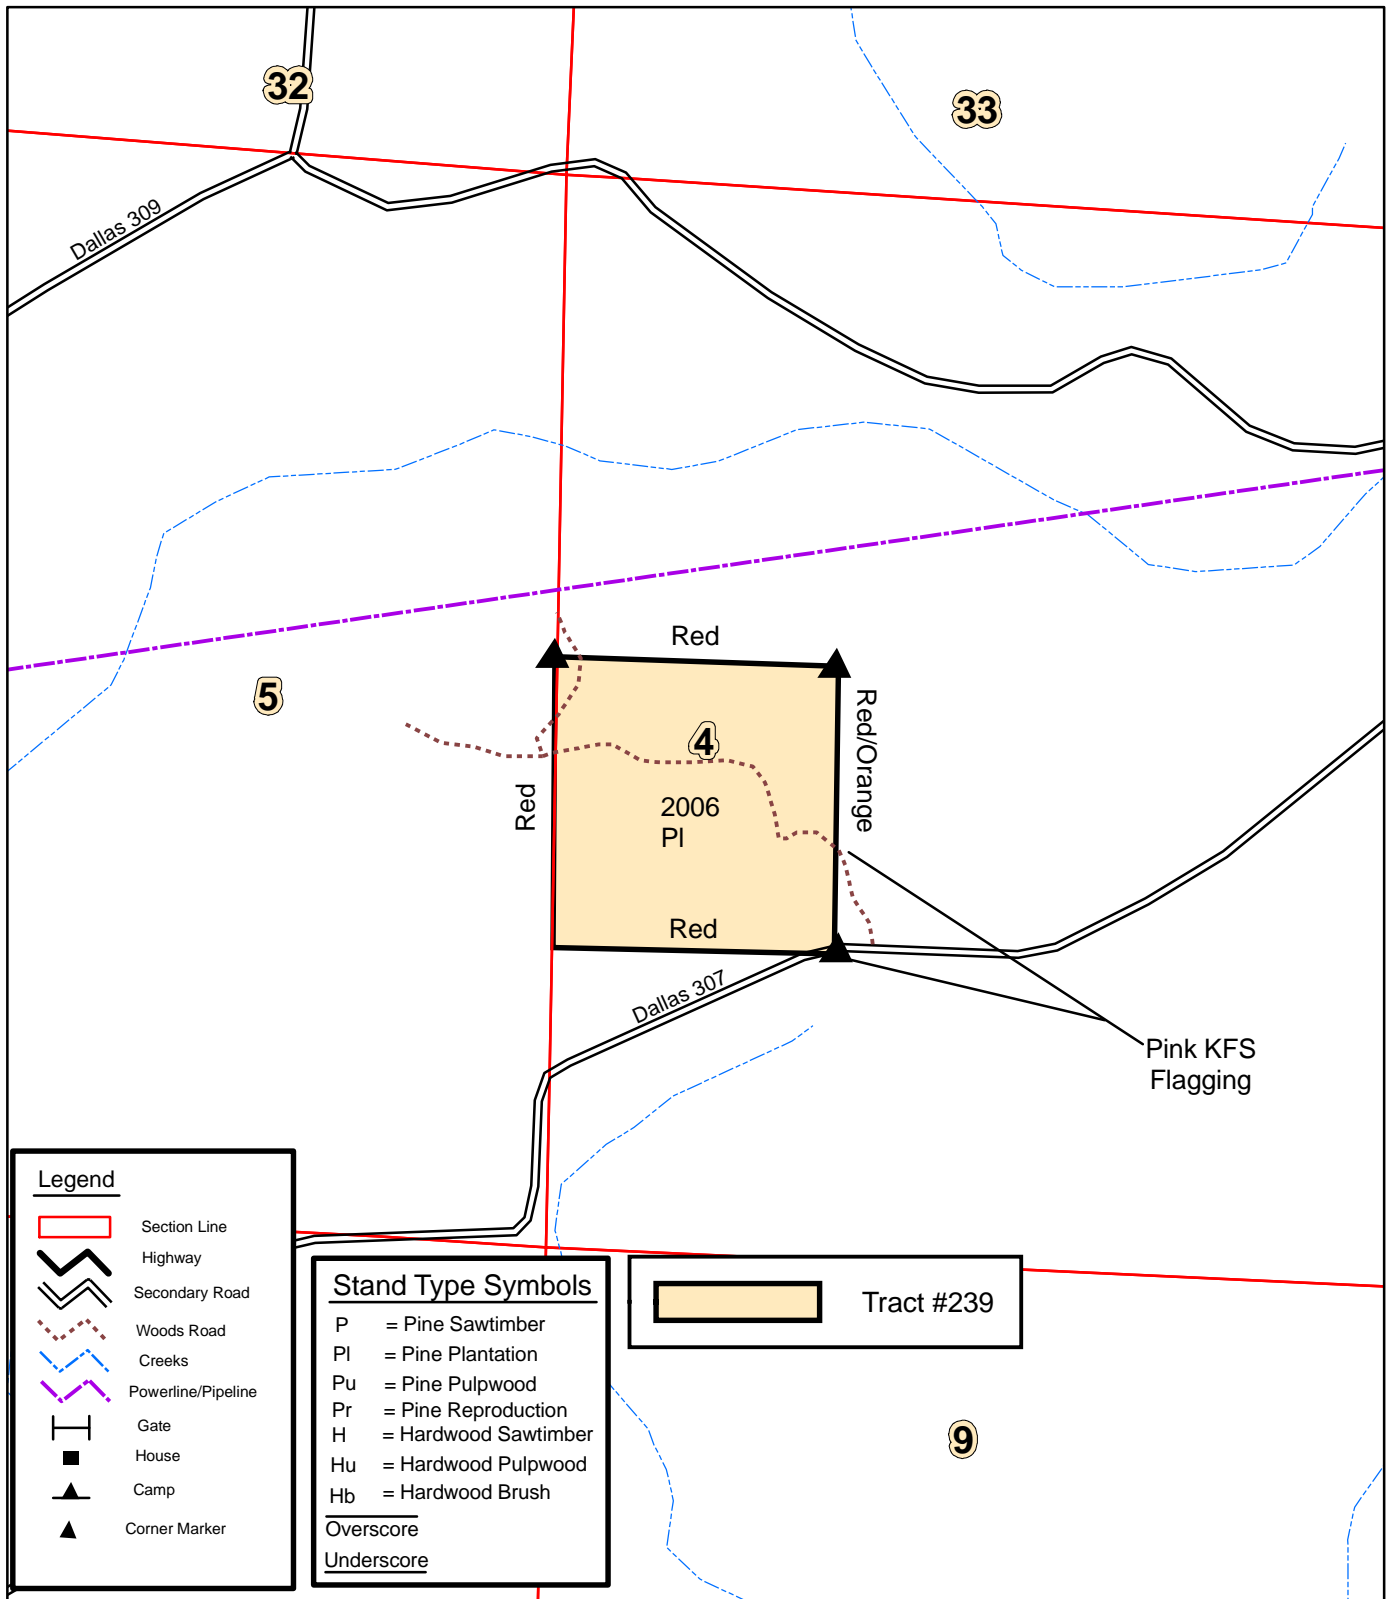 32
33
Dallas 309
Red
5
4
Red/Orange
Red
2006
Pl
Red
Dallas 307
Pink KFS
Flagging
Legend
Section Line
Highway
Secondary Road
Woods Road
Creeks
Powerline/Pipeline
Gate
House
Camp
Corner Marker
Stand Type Symbols
P = Pine Sawtimber
Pl = Pine Plantation
Pu = Pine Pulpwood
Pr = Pine Reproduction
H = Hardwood Sawtimber
Hu = Hardwood Pulpwood
Hb = Hardwood Brush
Overscore
Underscore
Tract #239
9